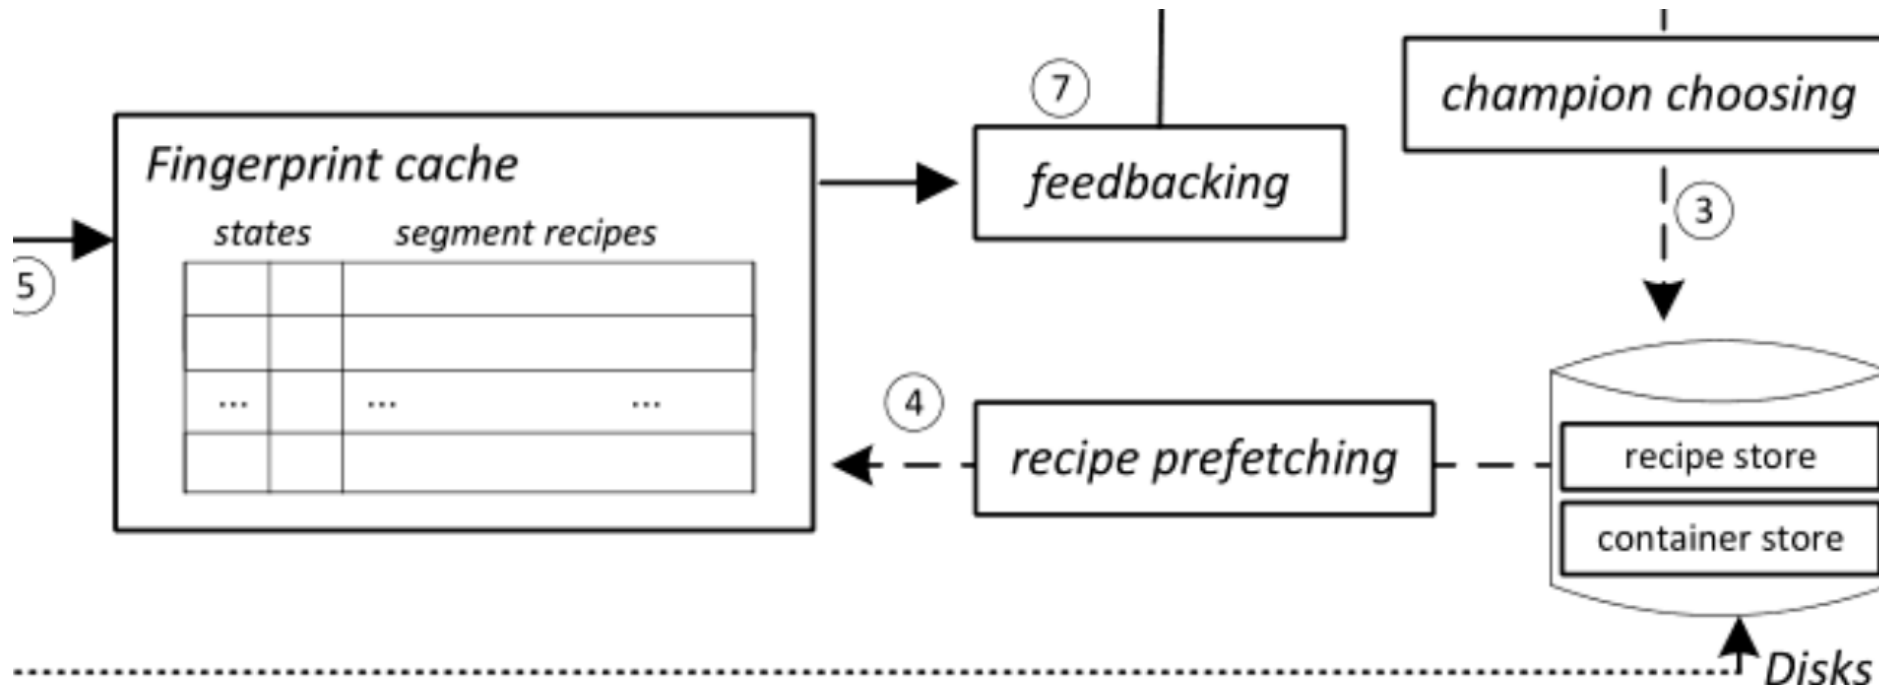 7
champion choosing
Fingerprint cache
feedbacking
3
states segment recipes
5
... ... ...
4
recipe prefetching
recipe store
container store
Disks